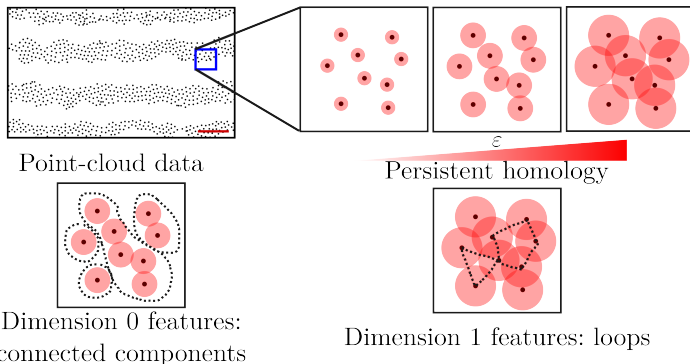 ε
Point-cloud data
Persistent homology
Dimension 0 features:
connected components
Dimension 1 features: loops